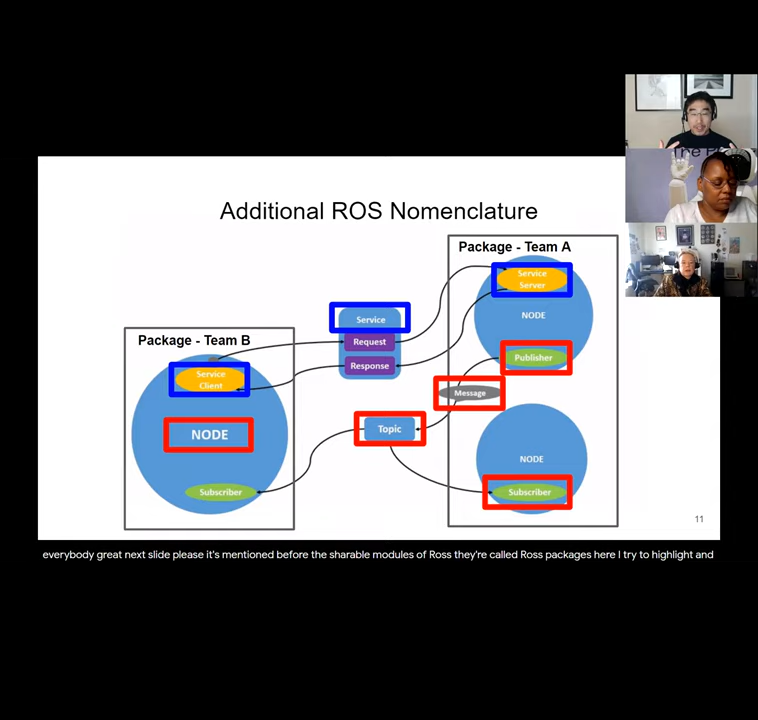 The
Additional ROS Nomenclature
Package - Team A
Service
Server
NODE
Service
Request
Response
Package - Team B
Service
Client
Publisher
Message
Topic
NODE
NODE
Subscriber
Subscriber
11
everybody great next slide please it's mentioned before the sharable modules of Ross they're called Ross packages here I try to highlight and